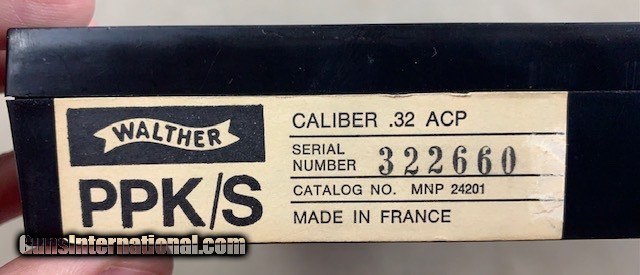 WALTHER
PPK/S
CALIBER .32 ACP
SERIAL
NUMBER 322660
CATALOG NO. MNP 24201
MADE IN FRANCE
GunsInternational.com